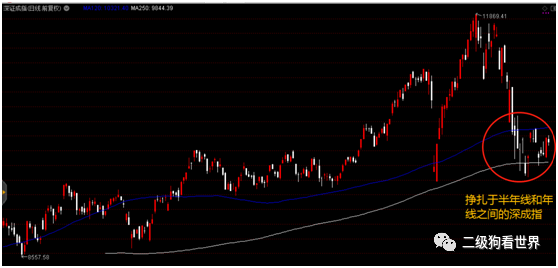 深证成指(日线.前复权)
MA250: 9844.39
11869.41
挣扎于半年线和年
线之间的深成指
8557.58
二级狗看世界